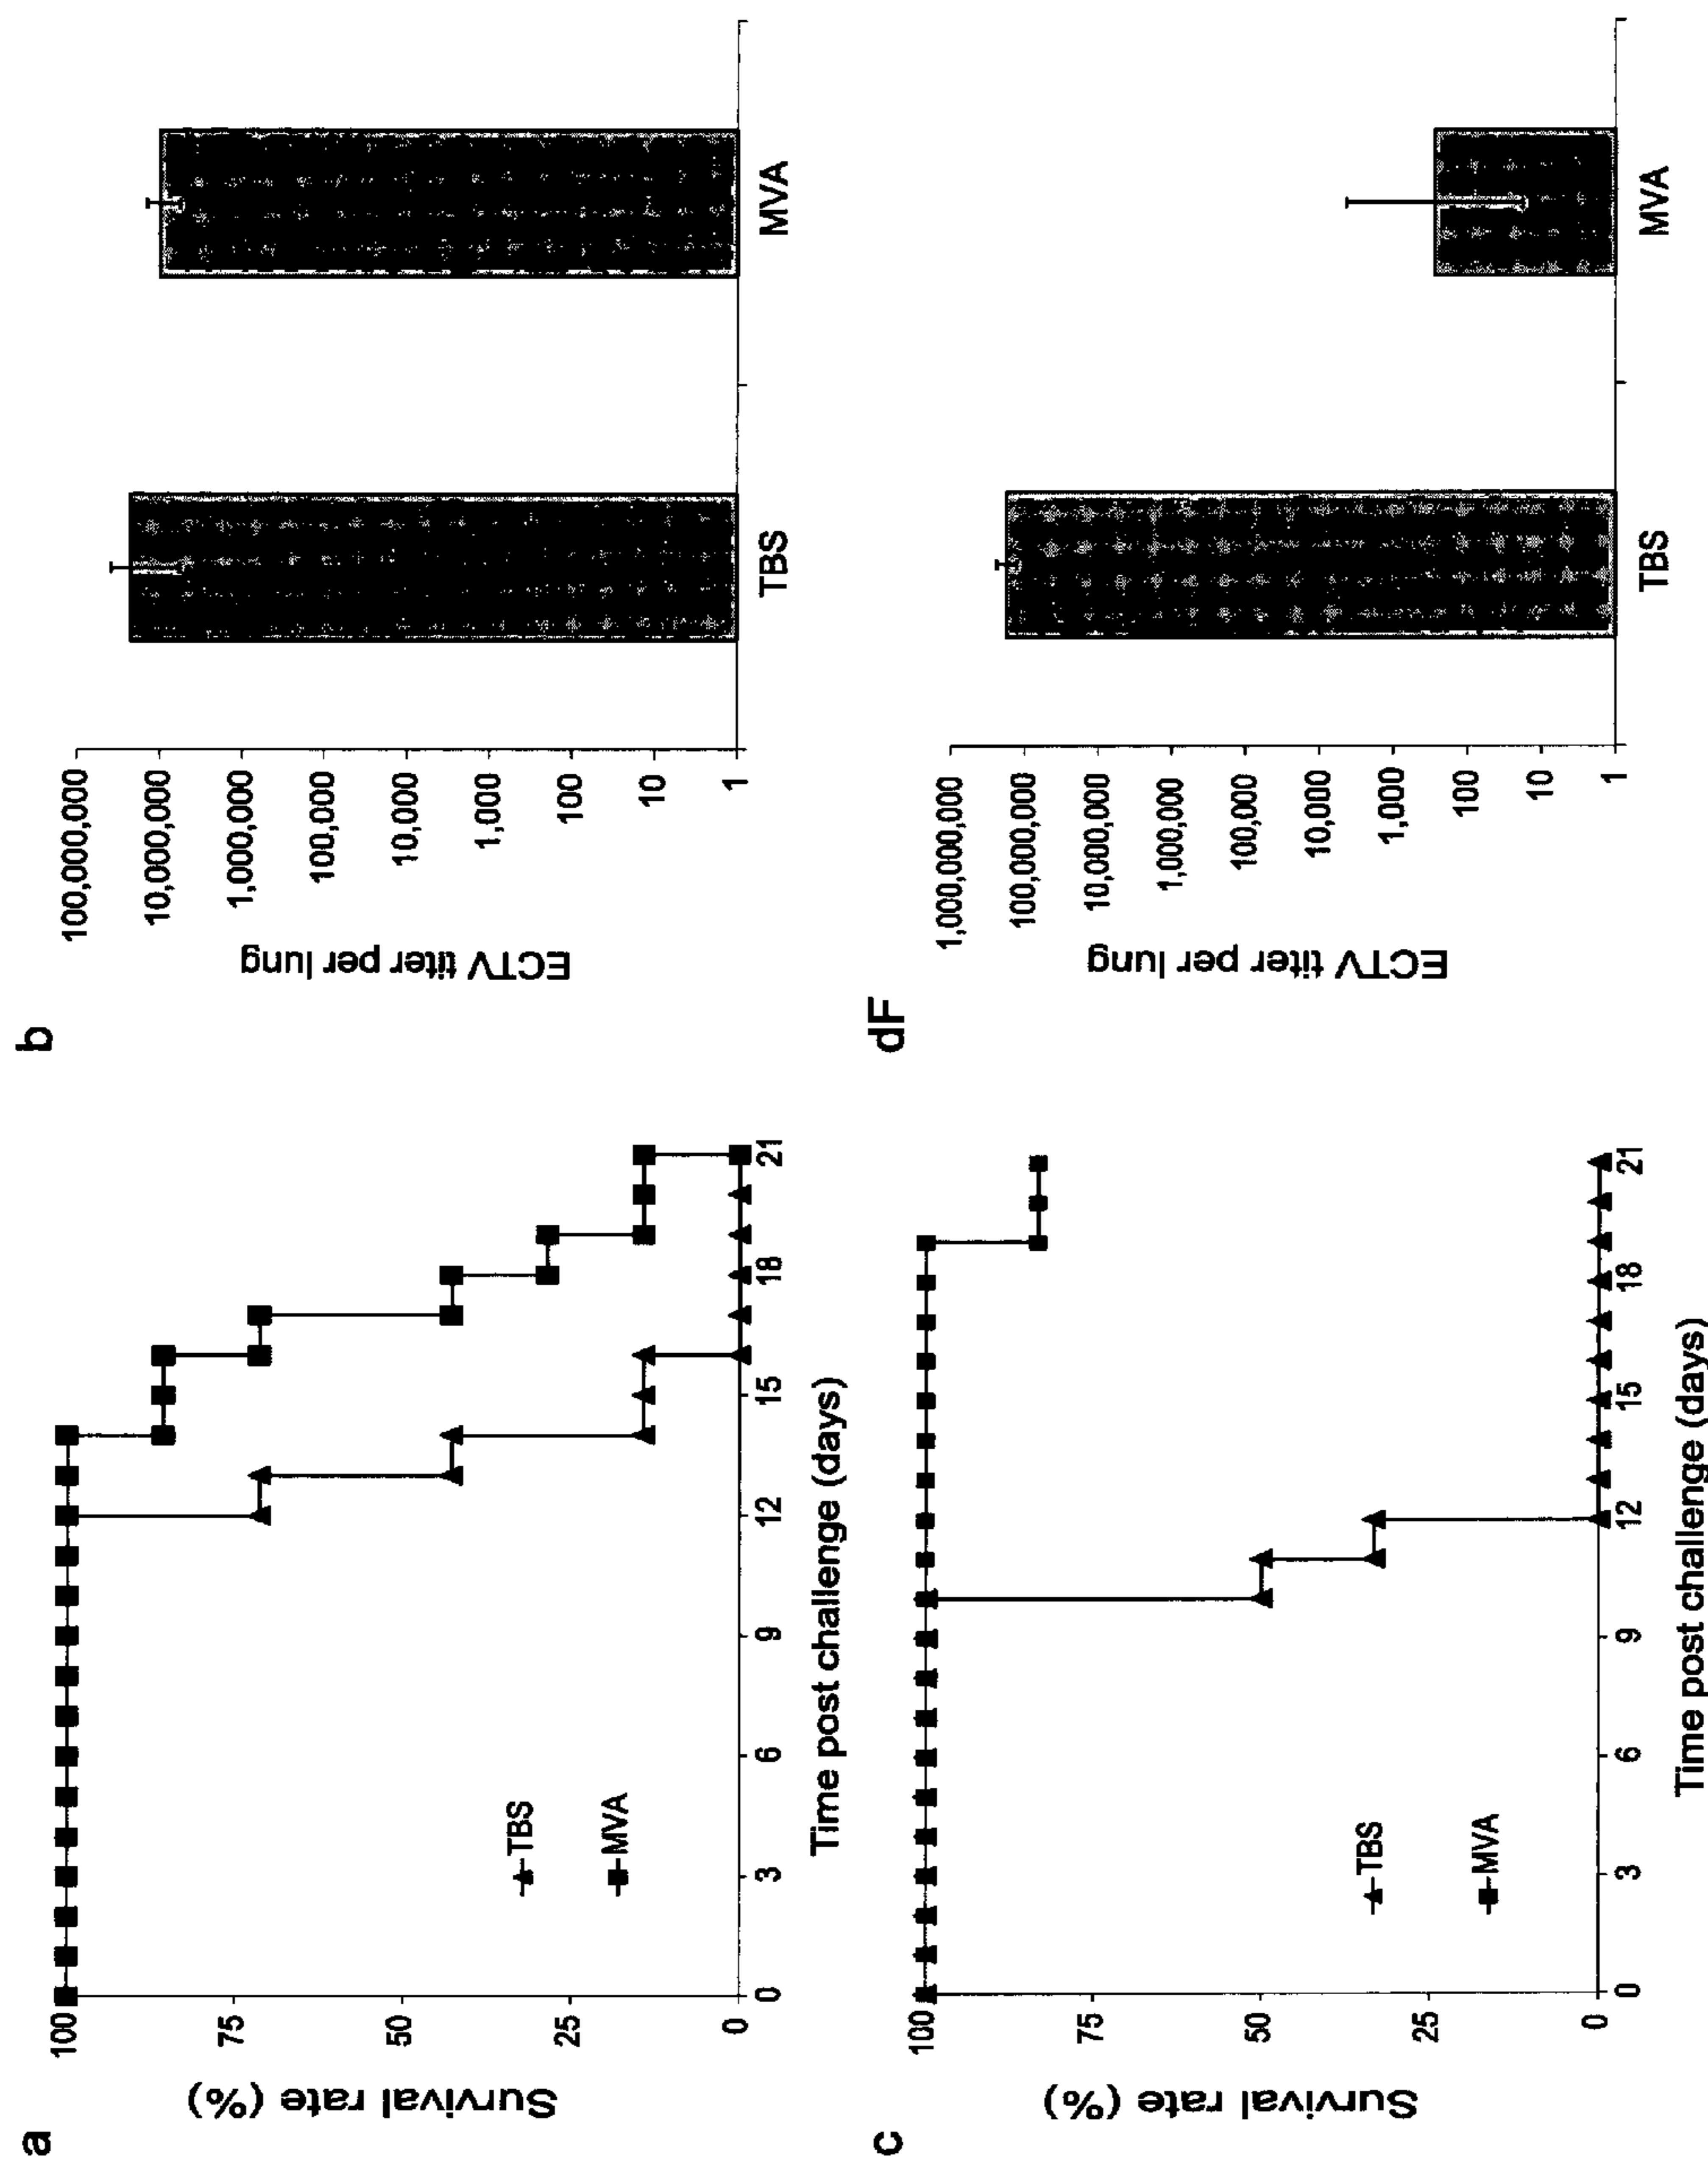 a
Survival rate (%)
100
75
50
25
0
TBS
MVA
0 3 6 9 12 15 18 21
Time post challenge (days)
b
ECTV titer per lung
100,000,000
10,000,000
1,000,000
100,000
10,000
1,000
100
10
1
TBS MVA
c
Survival rate (%)
100
75
50
25
0
TBS
MVA
0 3 6 9 12 15 18 21
Time post challenge (days)
dF
ECTV titer per lung
1,000,000,000
100,000,000
10,000,000
1,000,000
100,000
10,000
1,000
100
10
1
TBS MVA